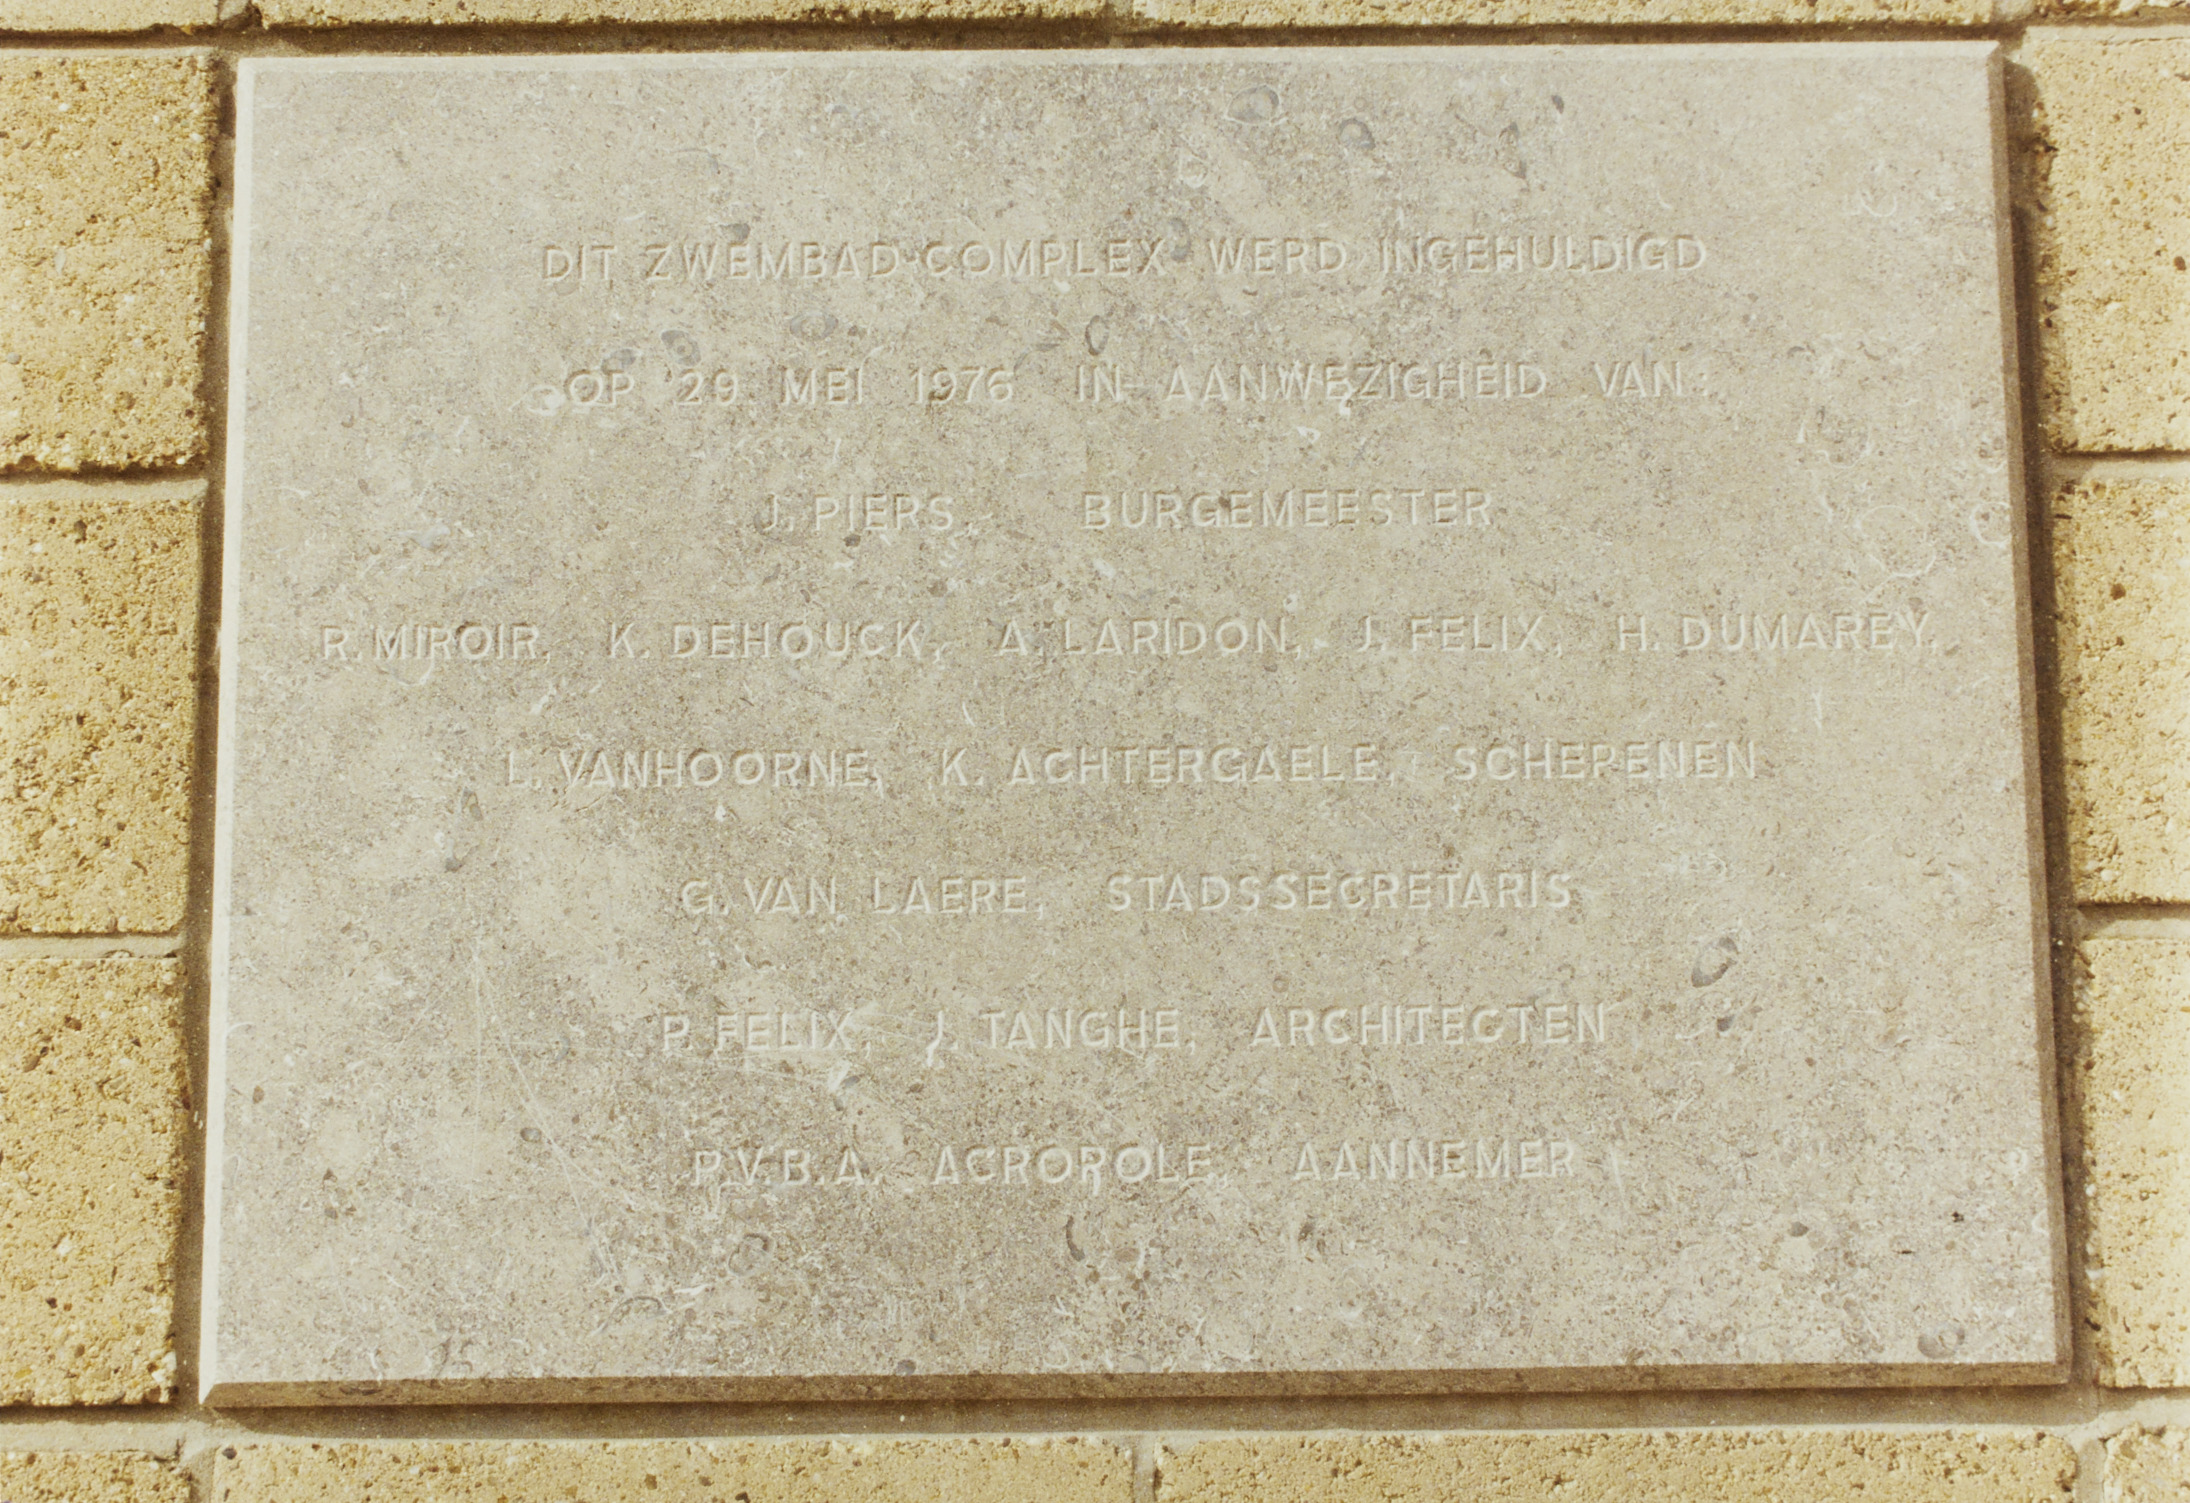 DIT ZWEMBAD-COMPLEX WERD INGEHULDIGD
OP 29 MEI 1976 IN AANWEZIGHEID VAN:
J. PIERS, BURGEMEESTER
R. MIROIR, K. DEHOUCK, A. LARIDON, J. FELIX, H. DUMAREY,
L. VANHOORNE, K. ACHTERGAELE, SCHEPENEN
G. VAN LAERE, STADSSECRETARIS
P. FELIX, J. TANGHE, ARCHITECTEN
P.V.B.A. ACROPOLE, AANNEMER